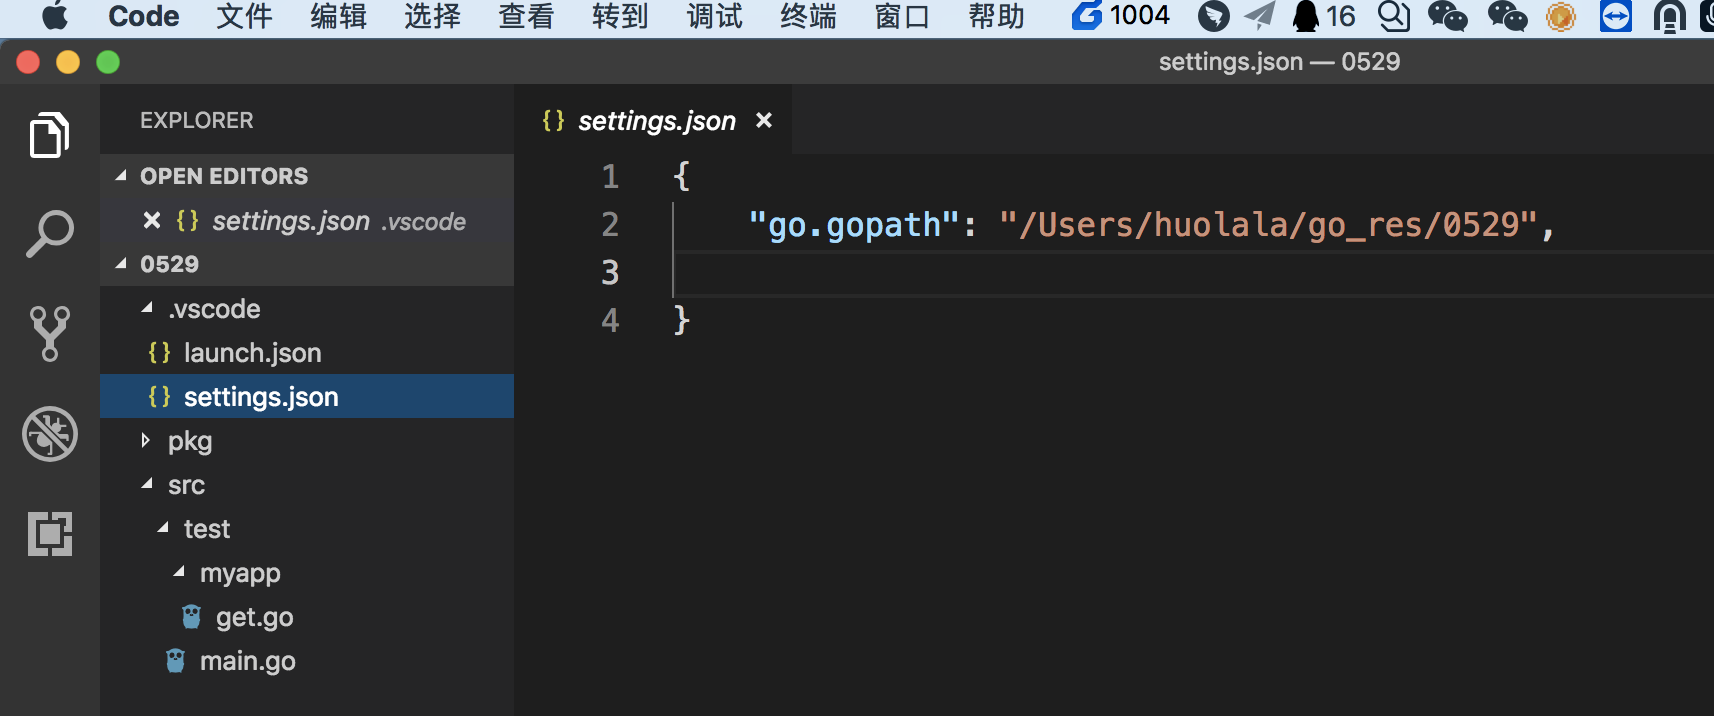 Code 文件 编辑 选择 查看 转到 调试 终端 窗口 帮助 1004 16
settings.json — 0529
EXPLORER
OPEN EDITORS
settings.json .vscode
0529
.vscode
launch.json
settings.json
pkg
src
test
myapp
get.go
main.go
{} settings.json ×
1 {
2 "go.gopath": "/Users/huolala/go_res/0529",
3
4 }